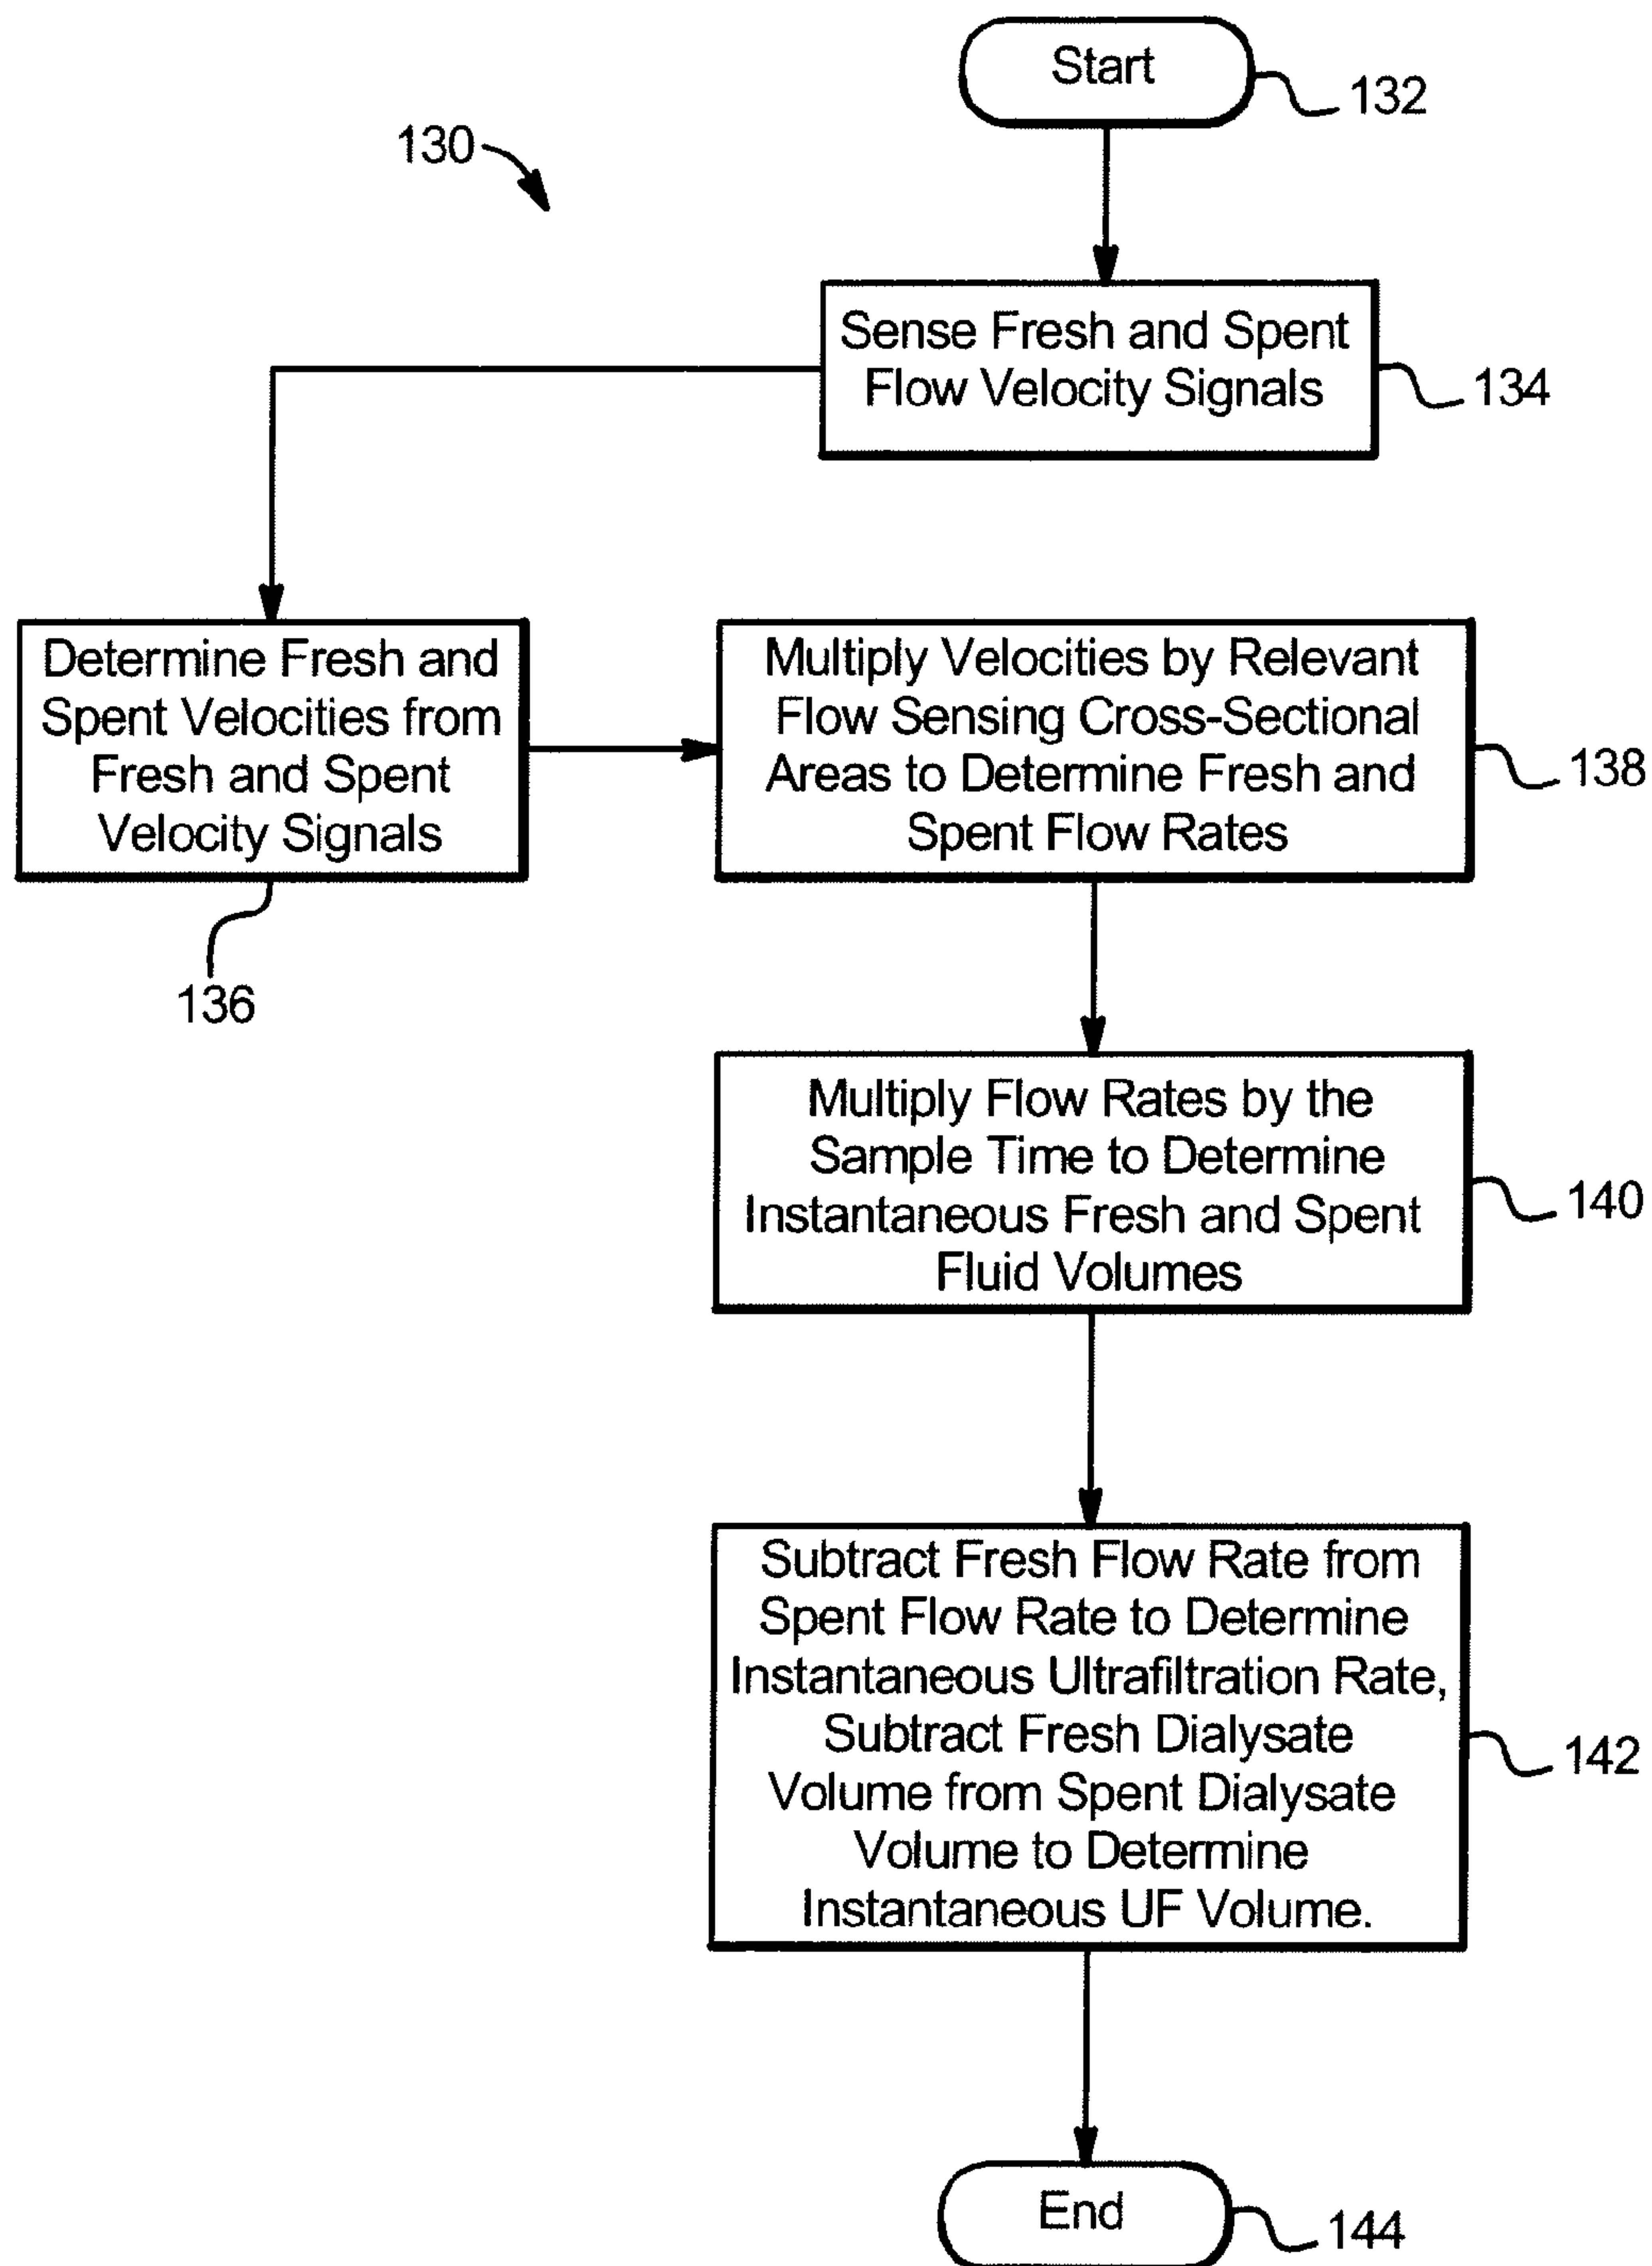 Start
132
130
Sense Fresh and Spent
Flow Velocity Signals
134
Determine Fresh and
Spent Velocities from
Fresh and Spent
Velocity Signals
136
Multiply Velocities by Relevant
Flow Sensing Cross-Sectional
Areas to Determine Fresh and
Spent Flow Rates
138
Multiply Flow Rates by the
Sample Time to Determine
Instantaneous Fresh and Spent
Fluid Volumes
140
Subtract Fresh Flow Rate from
Spent Flow Rate to Determine
Instantaneous Ultrafiltration Rate,
Subtract Fresh Dialysate
Volume from Spent Dialysate
Volume to Determine
Instantaneous UF Volume.
142
End
144